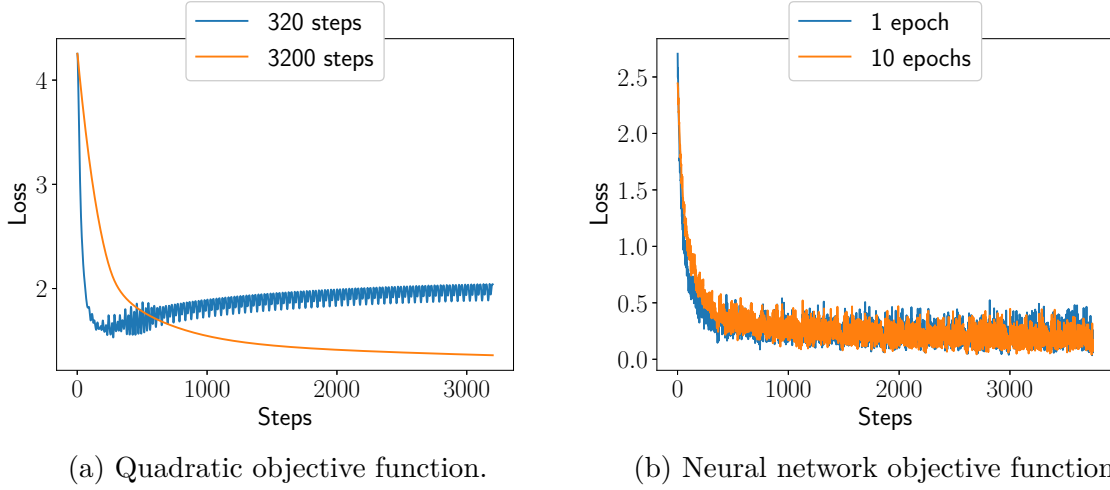 320 steps
3200 steps
4
3
2
Loss
0
1000
2000
3000
Steps
(a) Quadratic objective function.
1 epoch
10 epochs
2.5
2.0
1.5
1.0
0.5
0.0
Loss
0
1000
2000
3000
Steps
(b) Neural network objective function